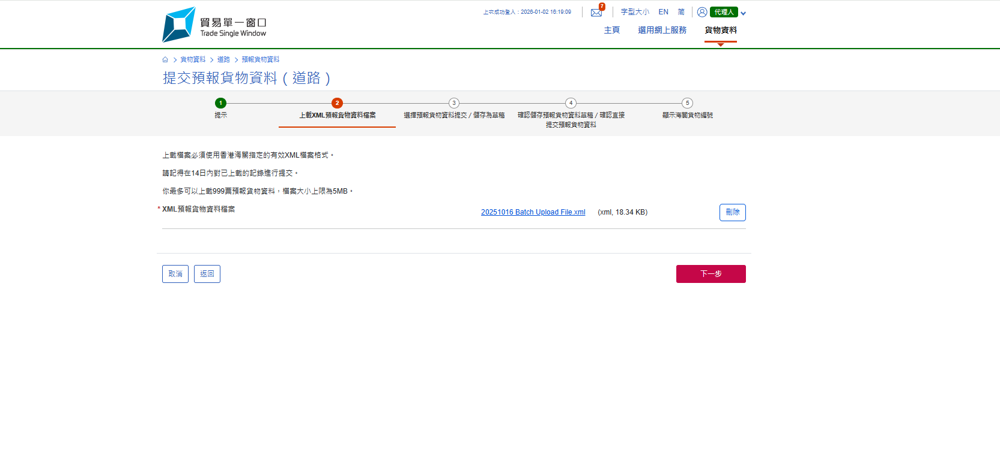 貿易單一窗口
Trade Single Window
上次成功登入：2026-01-02 16:19:09
7
字型大小
EN
简
代理人
主頁
選用網上服務
貨物資料
貨物資料
道路
預報貨物資料
提交預報貨物資料（道路）
1
提示
2
上載XML預報貨物資料檔案
3
選擇預報貨物資料提交 / 儲存為草稿
4
確認儲存預報貨物資料草稿 / 確認直接
提交預報貨物資料
5
顯示海關貨物編號
上載檔案必須使用香港海關指定的有效XML檔案格式。
請記得在14日內對已上載的記錄進行提交。
你最多可以上載999票預報貨物資料，檔案大小上限為5MB。
* XML預報貨物資料檔案
20251016 Batch Upload File.xml
(xml, 18.34 KB)
刪除
取消
返回
下一步